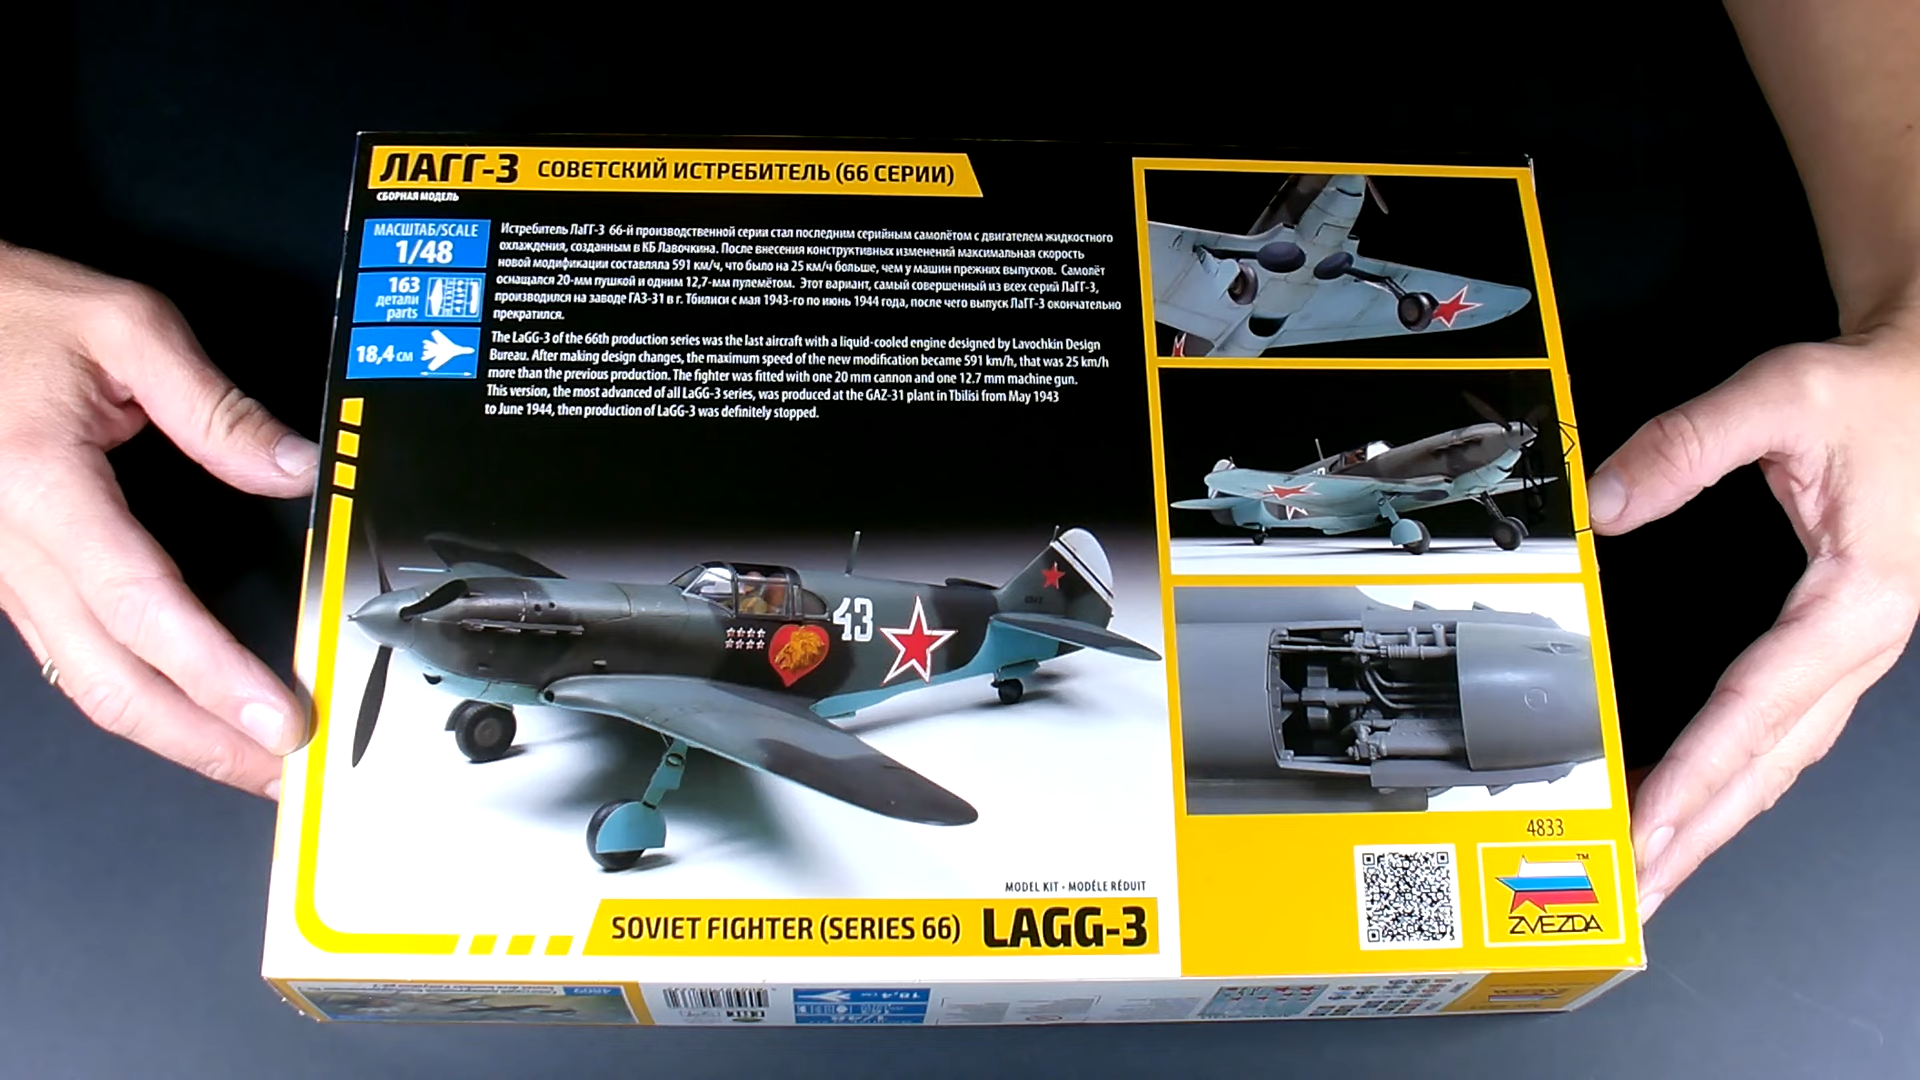 ЛАГГ-3 СОВЕТСКИЙ ИСТРЕБИТЕЛЬ (66 СЕРИИ)
СБОРНАЯ МОДЕЛЬ
МАСШТАБ/SCALE
1/48
163
детали
parts
18,4 см
Истребитель ЛаГГ-3 66-й производственной серии стал последним серийным самолётом с двигателем жидкостного
охлаждения, созданным в КБ Лавочкина. После внесения конструктивных изменений максимальная скорость
новой модификации составляла 591 км/ч, что было на 25 км/ч больше, чем у машин прежних выпусков. Самолёт
оснащался 20-мм пушкой и одним 12,7-мм пулемётом. Этот вариант, самый совершенный из всех серий ЛаГГ-3,
производился на заводе ГАЗ-31 в г. Тбилиси с мая 1943-го по июнь 1944 года, после чего выпуск ЛаГГ-3 окончательно
прекратился.
The LaGG-3 of the 66th production series was the last aircraft with a liquid-cooled engine designed by Lavochkin Design
Bureau. After making design changes, the maximum speed of the new modification became 591 km/h, that was 25 km/h
more than the previous production. The fighter was fitted with one 20 mm cannon and one 12.7 mm machine gun.
This version, the most advanced of all LaGG-3 series, was produced at the GAZ-31 plant in Tbilisi from May 1943
to June 1944, then production of LaGG-3 was definitely stopped.
43
4833
MODEL KIT - MODÉLE RÉDUIT
SOVIET FIGHTER (SERIES 66) LAGG-3
TM
ZVEZDA
4809
18,4 см